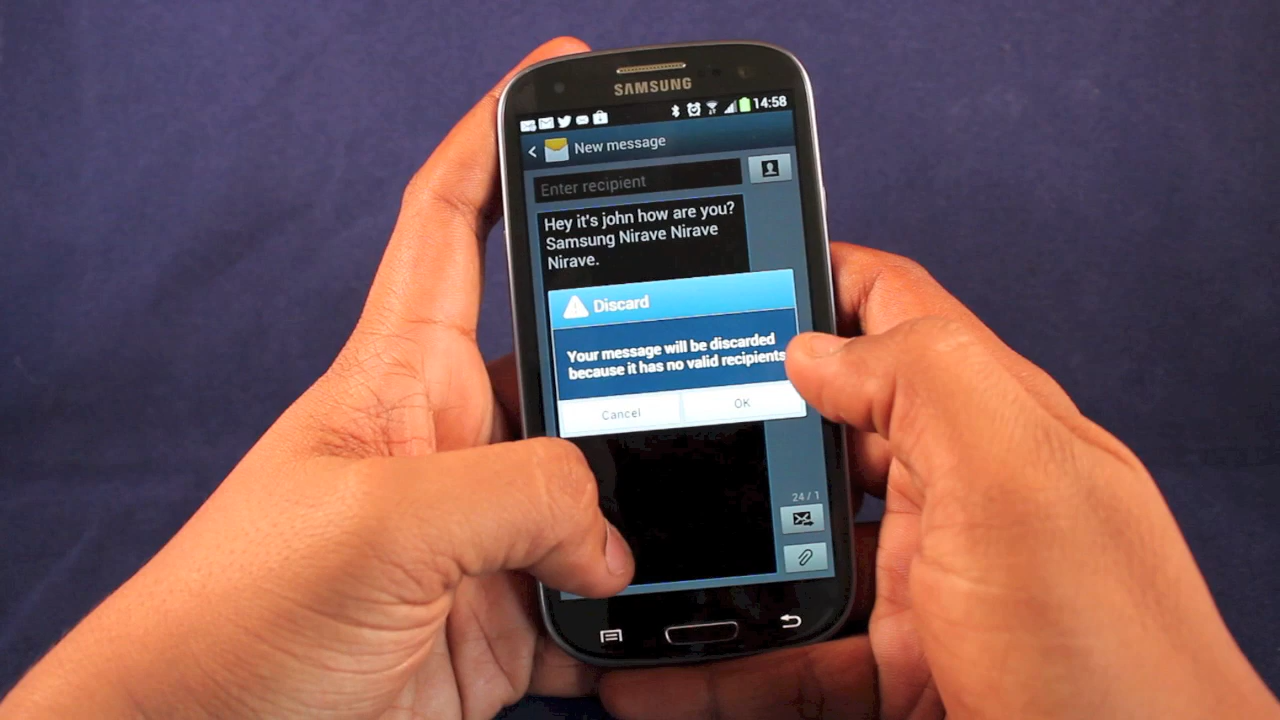 SAMSUNG
14:58
New message
Enter recipient
Hey it's john how are you?
Samsung Nirave Nirave
Nirave.
Discard
Your message will be discarded
because it has no valid recipients
Cancel OK
24/1